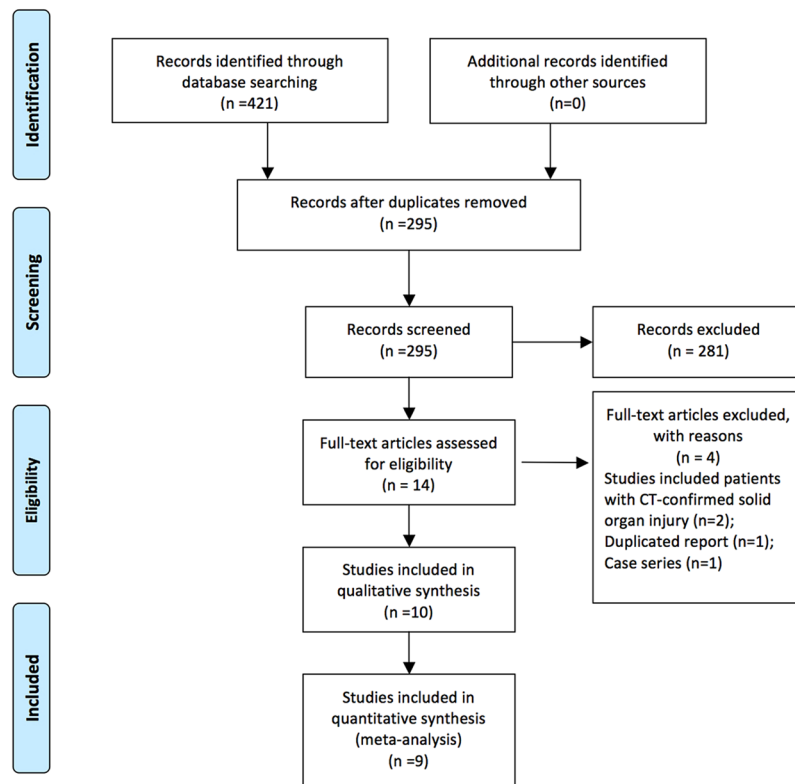 Identification
Records identified through
database searching
(n =421)
Additional records identified
through other sources
(n=0)
Records after duplicates removed
(n =295)
Screening
Records screened
(n =295)
Records excluded
(n = 281)
Eligibility
Full-text articles assessed
for eligibility
(n = 14)
Full-text articles excluded,
with reasons
(n = 4)
Studies included patients
with CT-confirmed solid
organ injury (n=2);
Duplicated report (n=1);
Case series (n=1)
Studies included in
qualitative synthesis
(n =10)
Included
Studies included in
quantitative synthesis
(meta-analysis)
(n =9)